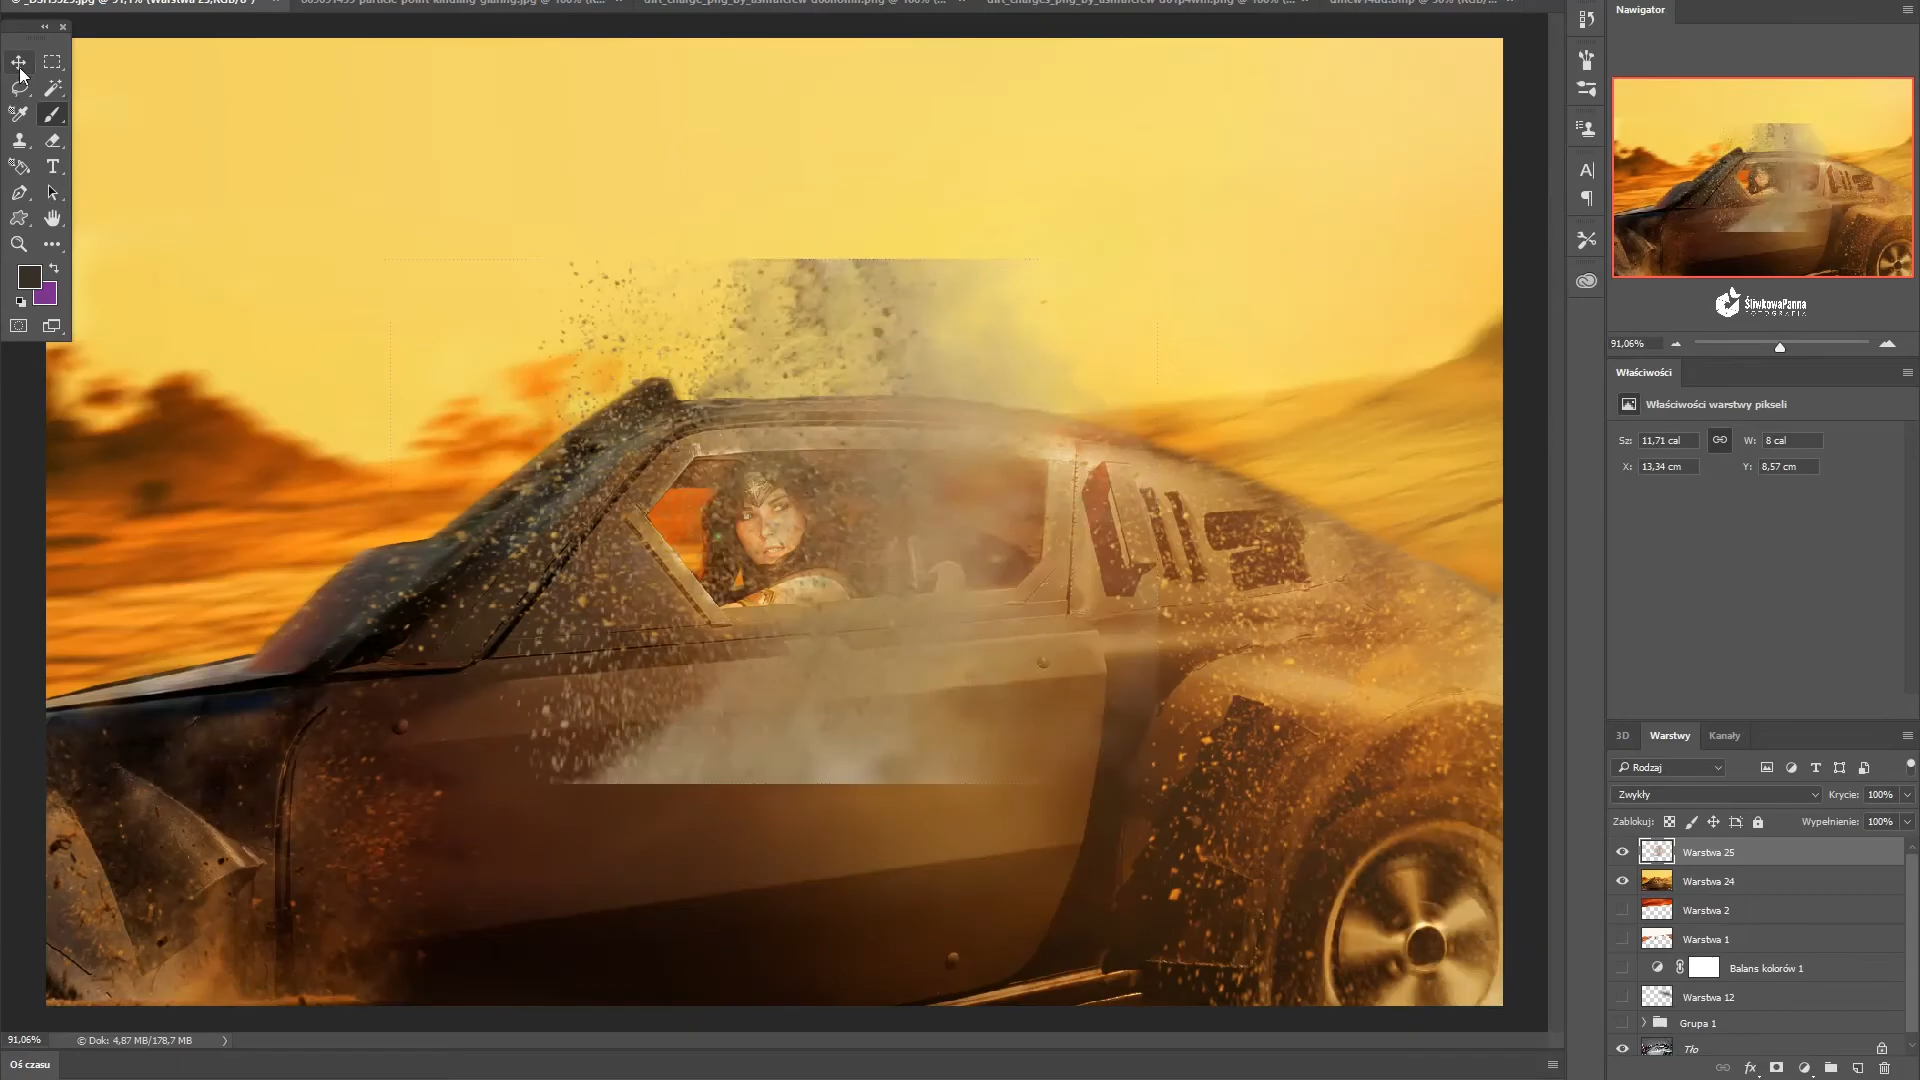 Nawigator
ŚliwkowaPanna
FOTOGRAFIA
91,06%
Właściwości
Właściwości warstwy pikseli
Sz: 11,71 cal W: 8 cal
X: 13,34 cm Y: 8,57 cm
3D Warstwy Kanały
Rodzaj
Zwykły Krycie: 100%
Zablokuj: Wypełnienie: 100%
Warstwa 25
Warstwa 24
Warstwa 2
Warstwa 1
Balans kolorów 1
Warstwa 12
Grupa 1
Tło
fx
91,06% © Dok: 4,87 MB/178,7 MB
Oś czasu